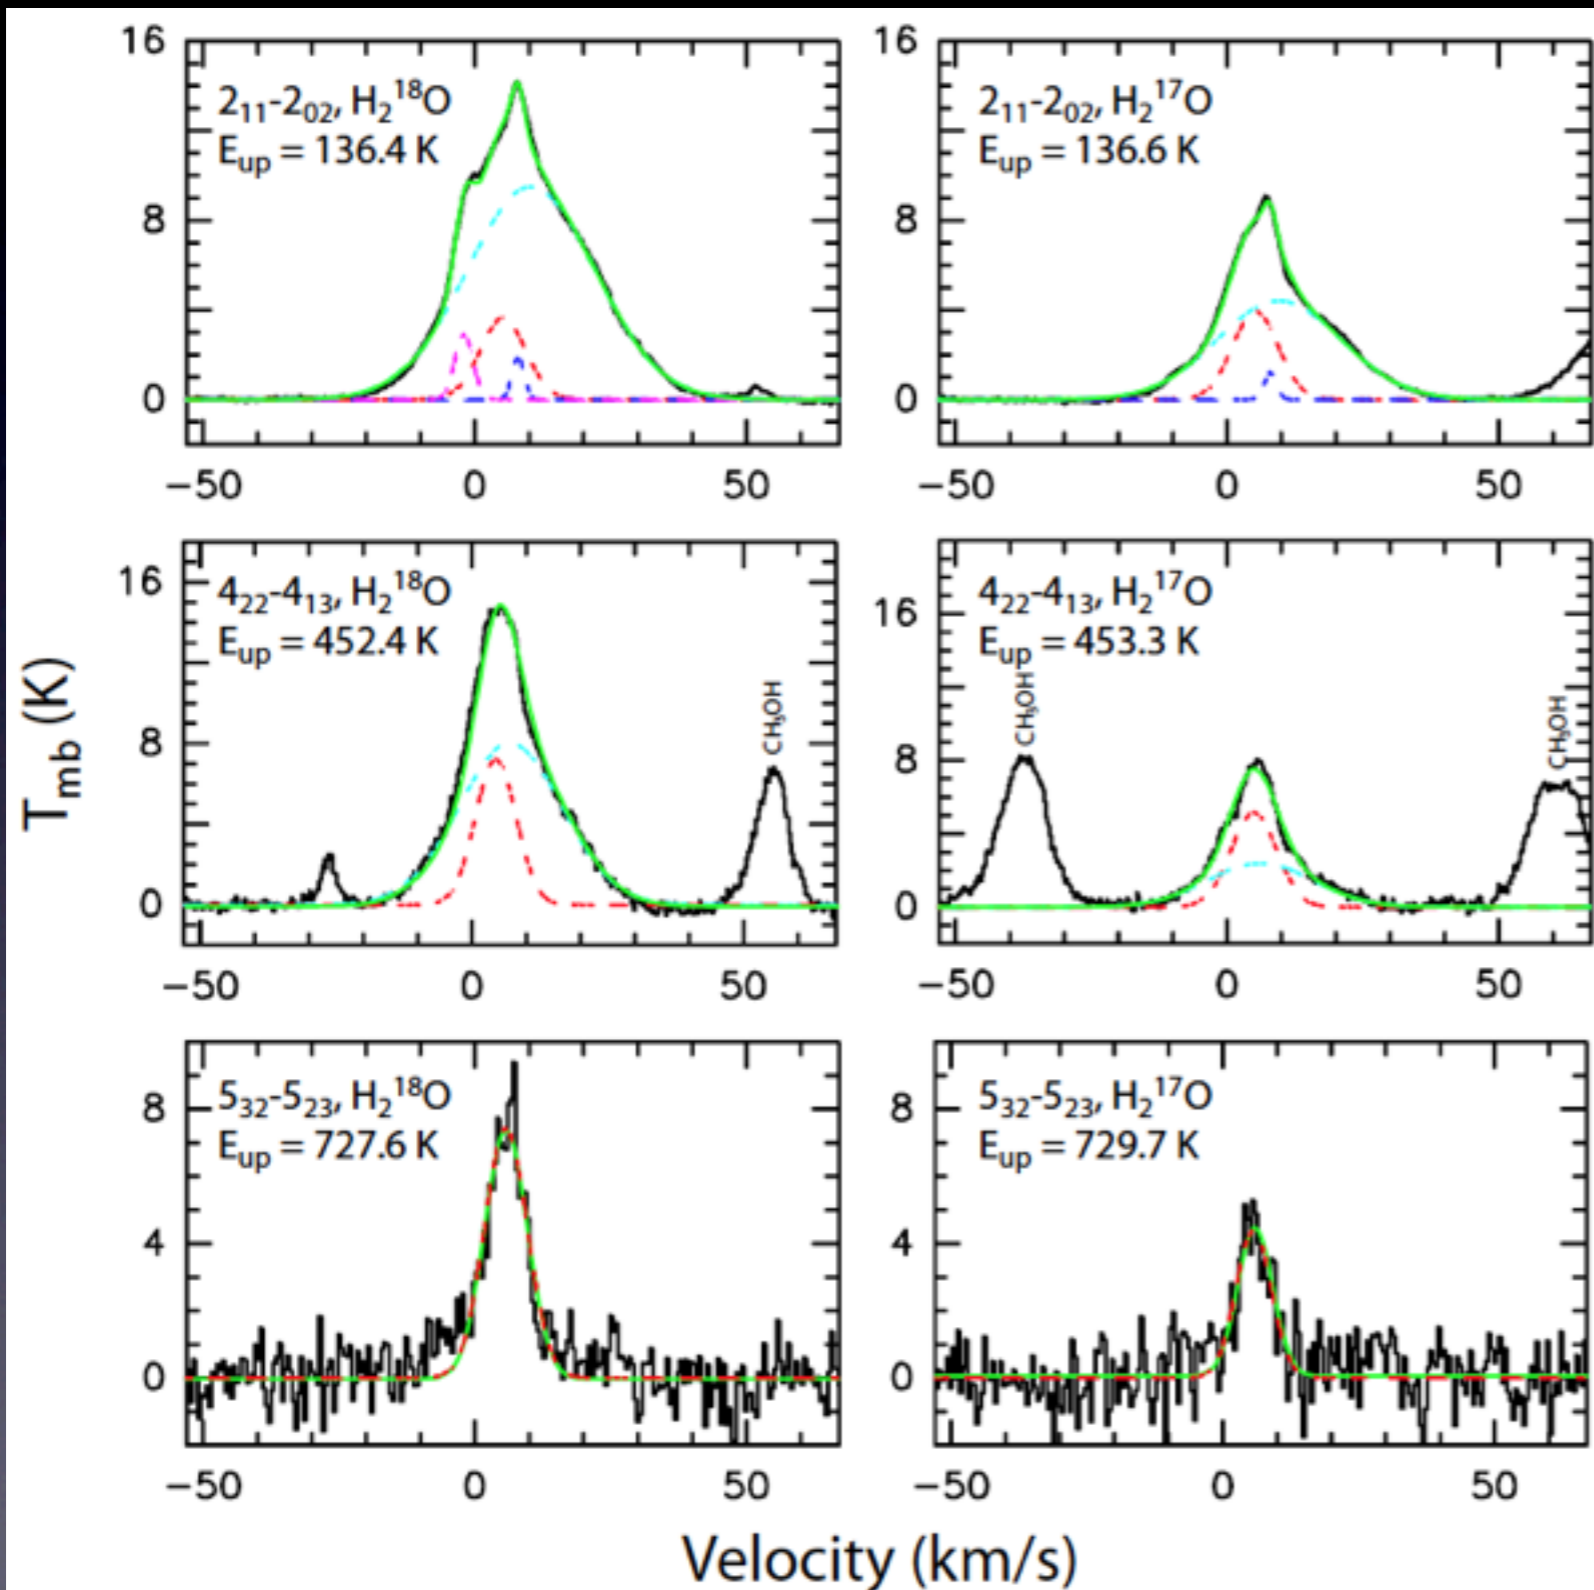 16
8
0
−50 0 50
2₁₁-2₀₂, H₂¹⁸O
E_up = 136.4 K
16
8
0
−50 0 50
2₁₁-2₀₂, H₂¹⁷O
E_up = 136.6 K
T_mb (K)
16
8
0
−50 0 50
4₂₂-4₁₃, H₂¹⁸O
E_up = 452.4 K
CH₃OH
16
8
0
−50 0 50
4₂₂-4₁₃, H₂¹⁷O
E_up = 453.3 K
CH₃OH
CH₃OH
8
4
0
−50 0 50
5₃₂-5₂₃, H₂¹⁸O
E_up = 727.6 K
8
4
0
−50 0 50
5₃₂-5₂₃, H₂¹⁷O
E_up = 729.7 K
Velocity (km/s)